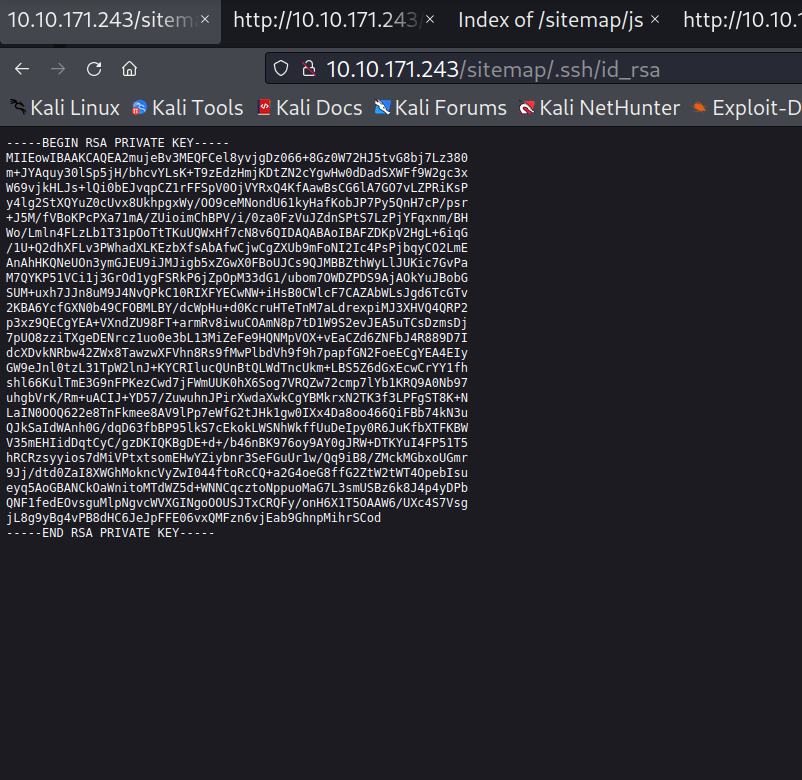 10.10.171.243/sitem
http://10.10.171.243/
Index of /sitemap/js
http://10.10.1
10.10.171.243/sitemap/.ssh/id_rsa
Kali Linux
Kali Tools
Kali Docs
Kali Forums
Kali NetHunter
Exploit-D
-----BEGIN RSA PRIVATE KEY-----
MIIEowIBAAKCAQEA2mujeBv3MEQFCel8yvjgDz066+8Gz0W72HJ5tvG8bj7Lz380
m+JYAquy30lSp5jH/bhcvYLsK+T9zEdzHmjKDtZN2cYgwHw0dDadSXWFf9W2gc3x
W69vjkHLJs+lQi0bEJvqpCZ1rFFSpV0OjVYRxQ4KfAawBsCG6lA7GO7vLZPRiKsP
y4lg2StXQYuZ0cUvx8UkhpgxWy/OO9ceMNondU61kyHafKobJP7Py5QnH7cP/psr
+J5M/fVBoKPcPXa71mA/ZUioimChBPV/i/0za0FzVuJZdnSPtS7LzPjYFqxnm/BH
Wo/Lmln4FLzLb1T31pOoTtTKuUQWxHf7cN8v6QIDAQABAoIBAFZDKpV2HgL+6iqG
/1U+Q2dhXFLv3PWhadXLKEzbXfsAbAfwCjwCgZXUb9mFoNI2Ic4PsPjbqyCO2LmE
AnAhHKQNeUOn3ymGJEU9iJMJigb5xZGwX0FBoUJCs9QJMBBZthWyLlJUKic7GvPa
M7QYKP51VCi1j3GrOd1ygFSRkP6jZpOpM33dG1/ubom7OWDZPDS9AjAOkYuJBobG
SUM+uxh7JJn8uM9J4NvQPkC10RIXFYECwNW+iHsB0CWlcF7CAZAbWLsJgd6TcGTv
2KBA6YcfGXN0b49CFOBMLBY/dcWpHu+d0KcruHTeTnM7aLdrexpiMJ3XHVQ4QRP2
p3xz9QECgYEA+VXndZU98FT+armRv8iwuCOAmN8p7tD1W9S2evJEA5uTCsDzmsDj
7pUO8zziTXgeDENrcz1uo0e3bL13MiZeFe9HQNMpVOX+vEaCZd6ZNFbJ4R889D7I
dcXDvkNRbw42ZWx8TawzwXFVhn8Rs9fMwPlbdVh9f9h7papfGN2FoeECgYEA4EIy
GW9eJnl0tzL31TpW2lnJ+KYCRIlucQUnBtQLWdTncUkm+LBS5Z6dGxEcwCrYY1fh
shl66KulTmE3G9nFPKezCwd7jFWmUUK0hX6Sog7VRQZw72cmp7lYb1KRQ9A0Nb97
uhgbVrK/Rm+uACIJ+YD57/ZuwuhnJPirXwdaXwkCgYBMkrxN2TK3f3LPFgST8K+N
LaIN0OOQ622e8TnFkmee8AV9lPp7eWfG2tJHk1gw0IXx4Da8oo466QiFBb74kN3u
QJkSaIdWAnh0G/dqD63fbBP95lkS7cEkokLWSNhWkffUuDeIpy0R6JuKfbXTFKBW
V35mEHIidDqtCyC/gzDKIQKBgDE+d+/b46nBK976oy9AY0gJRW+DTKYuI4FP51T5
hRCRzsyyios7dMiVPtxtsomEHwYZiybnr3SeFGuUr1w/Qq9iB8/ZMckMGbxoUGmr
9Jj/dtd0ZaI8XWGhMokncVyZwI044ftoRcCQ+a2G4oeG8ffG2ZtW2tWT4OpebIsu
eyq5AoGBANCkOaWnitoMTdWZ5d+WNNCqcztoNppuoMaG7L3smUSBz6k8J4p4yDPb
QNF1fedEOvsguMlpNgvcWVXGINgoOOUSJTxCRQFy/onH6X1T5OAAW6/UXc4S7Vsg
jL8g9yBg4vPB8dHC6JeJpFFE06vxQMFzn6vjEab9GhnpMihrSCod
-----END RSA PRIVATE KEY-----